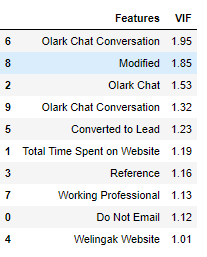 Features VIF
6 Olark Chat Conversation 1.95
8 Modified 1.85
2 Olark Chat 1.53
9 Olark Chat Conversation 1.32
5 Converted to Lead 1.23
1 Total Time Spent on Website 1.19
3 Reference 1.16
7 Working Professional 1.13
0 Do Not Email 1.12
4 Welingak Website 1.01